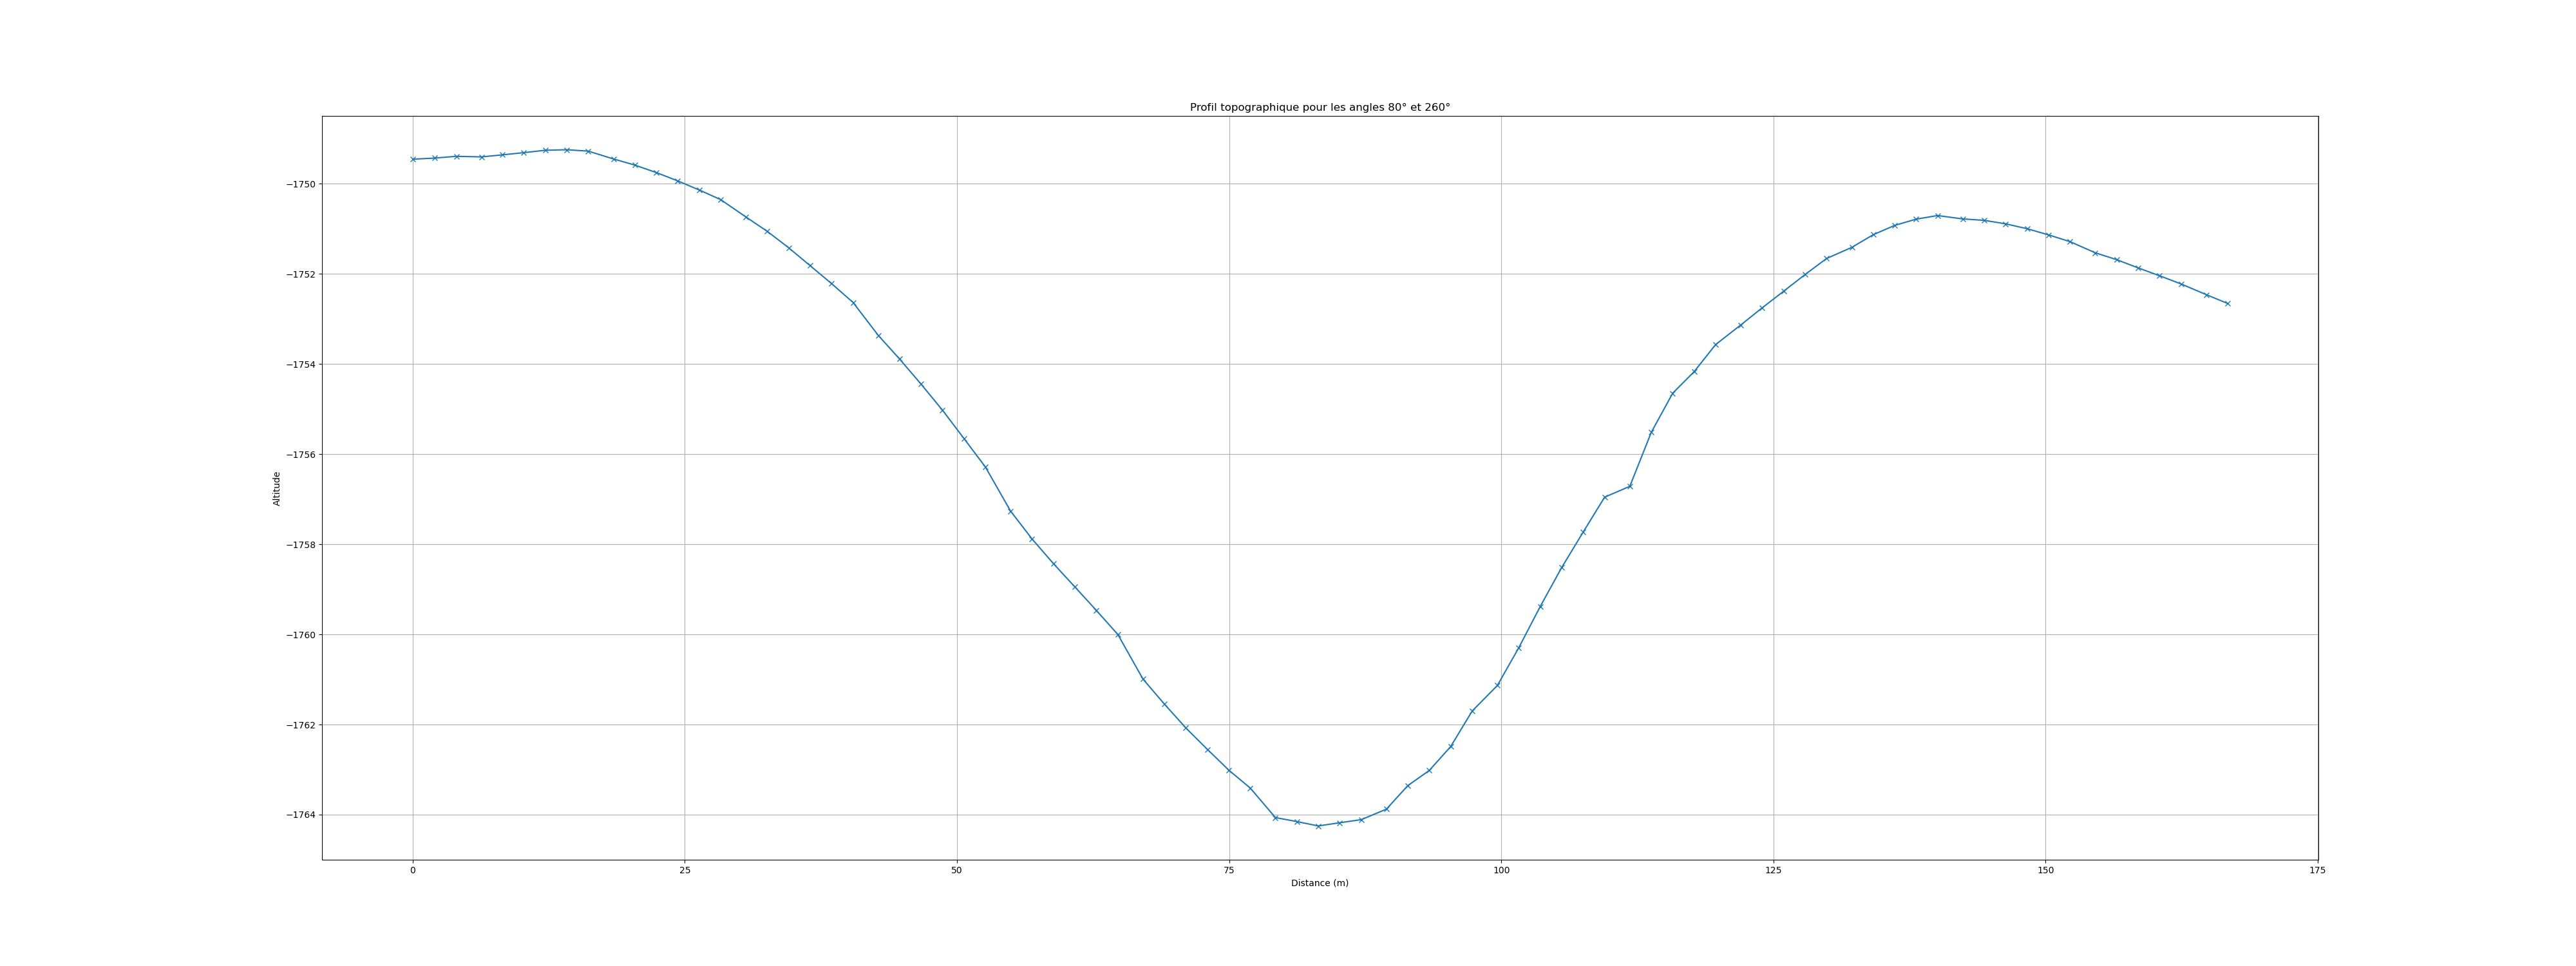 Profil topographique pour les angles 80° et 260°
Altitude
−1750
−1752
−1754
−1756
−1758
−1760
−1762
−1764
0 25 50 75 100 125 150 175
Distance (m)